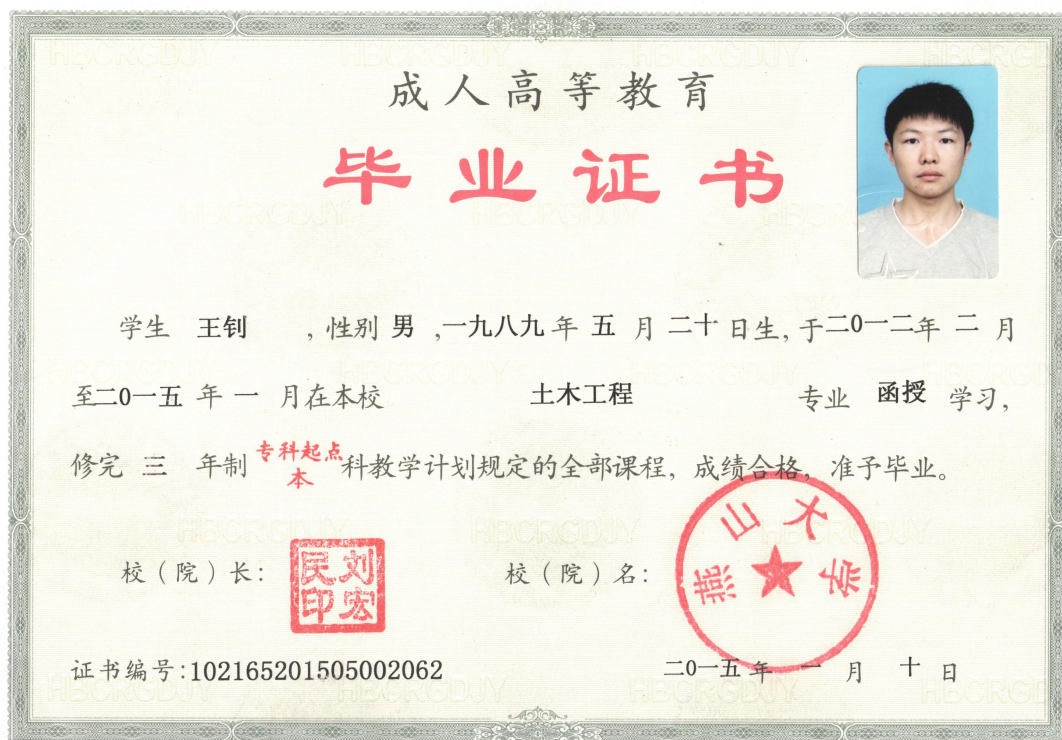 成人高等教育
毕业证书
学生 王钊 ，性别 男 ，一九八九 年 五 月 二十 日生，于二0一二年 二 月
至二0一五 年 一 月在本校 土木工程 专业 函授 学习，
修完 三 年制 专科起点本 科教学计划规定的全部课程，成绩合格，准予毕业。
校（院）长： 刘宏民印 校（院）名： 燕山大学
证书编号：102165201505002062 二0一五 年 一 月 十 日
HBCRGDJY